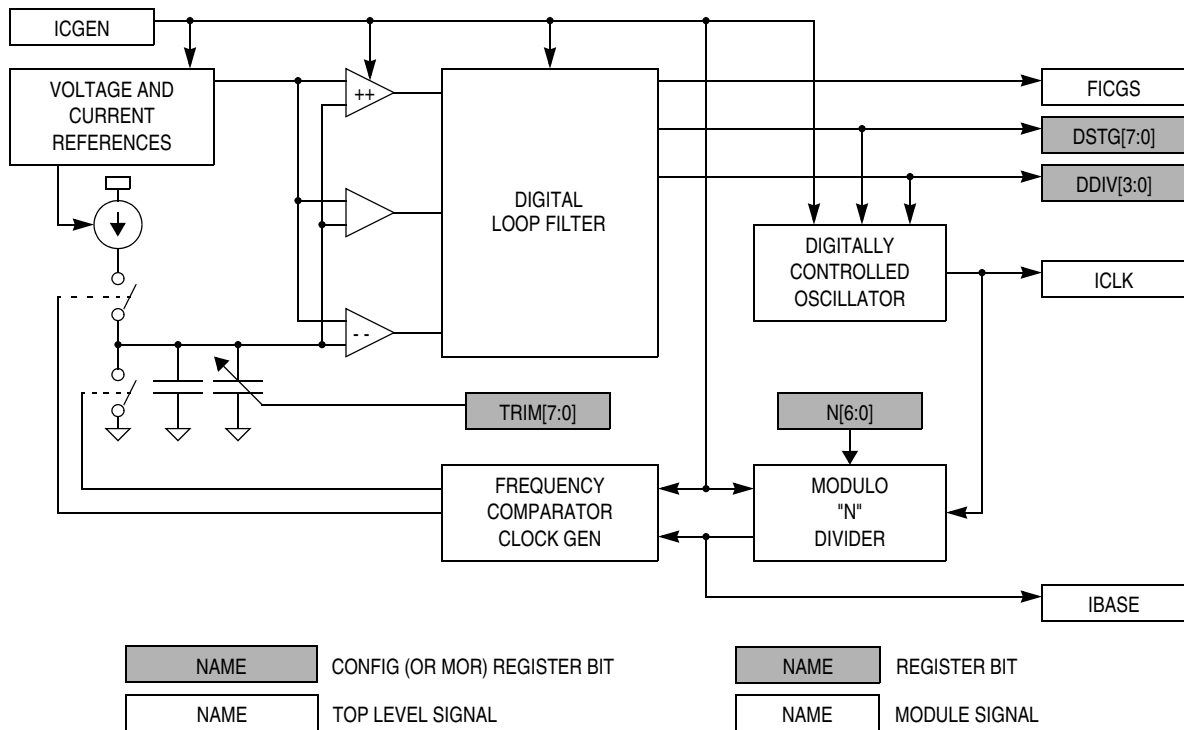 ICGEN
VOLTAGE AND
CURRENT
REFERENCES
++
- -
DIGITAL
LOOP FILTER
FICGS
DSTG[7:0]
DDIV[3:0]
DIGITALLY
CONTROLLED
OSCILLATOR
ICLK
TRIM[7:0]
N[6:0]
FREQUENCY
COMPARATOR
CLOCK GEN
MODULO
"N"
DIVIDER
IBASE
NAME CONFIG (OR MOR) REGISTER BIT
NAME REGISTER BIT
NAME TOP LEVEL SIGNAL
NAME MODULE SIGNAL